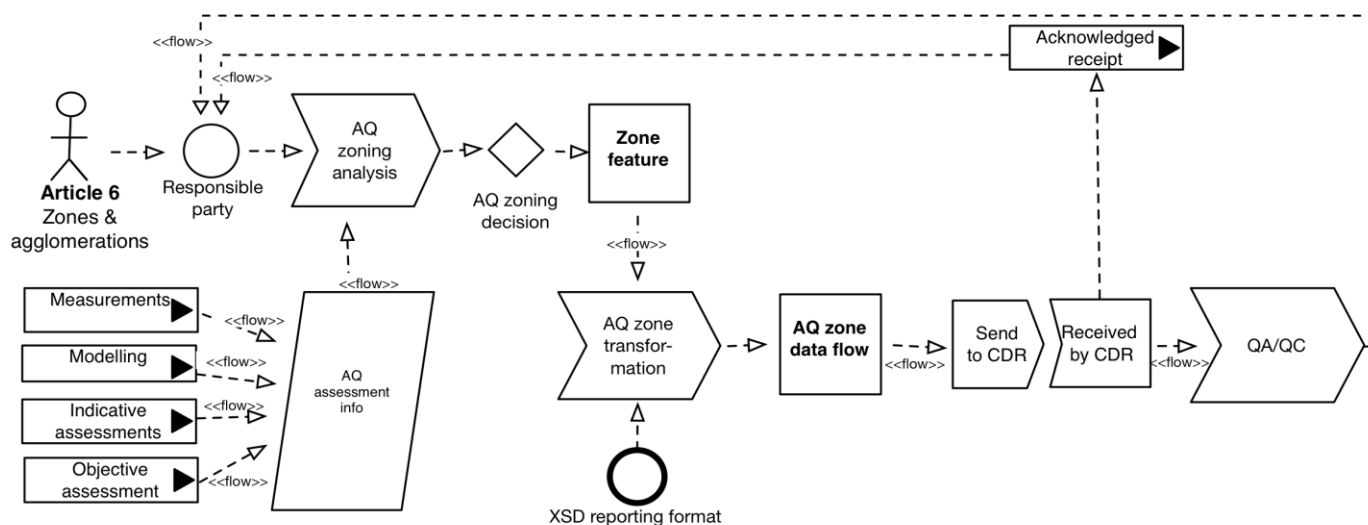 <<flow>>
Acknowledged
receipt
<<flow>>
AQ
zoning
analysis
Zone
feature
Article 6
Zones &
agglomerations
Responsible
party
AQ zoning
decision
<<flow>>
<<flow>>
Measurements
<<flow>>
Modelling
<<flow>>
Indicative
assessments
<<flow>>
Objective
assessment
<<flow>>
AQ
assessment
info
AQ zone
transfor-
mation
AQ zone
data flow
<<flow>>
Send
to CDR
Received
by CDR
<<flow>>
QA/QC
XSD reporting format